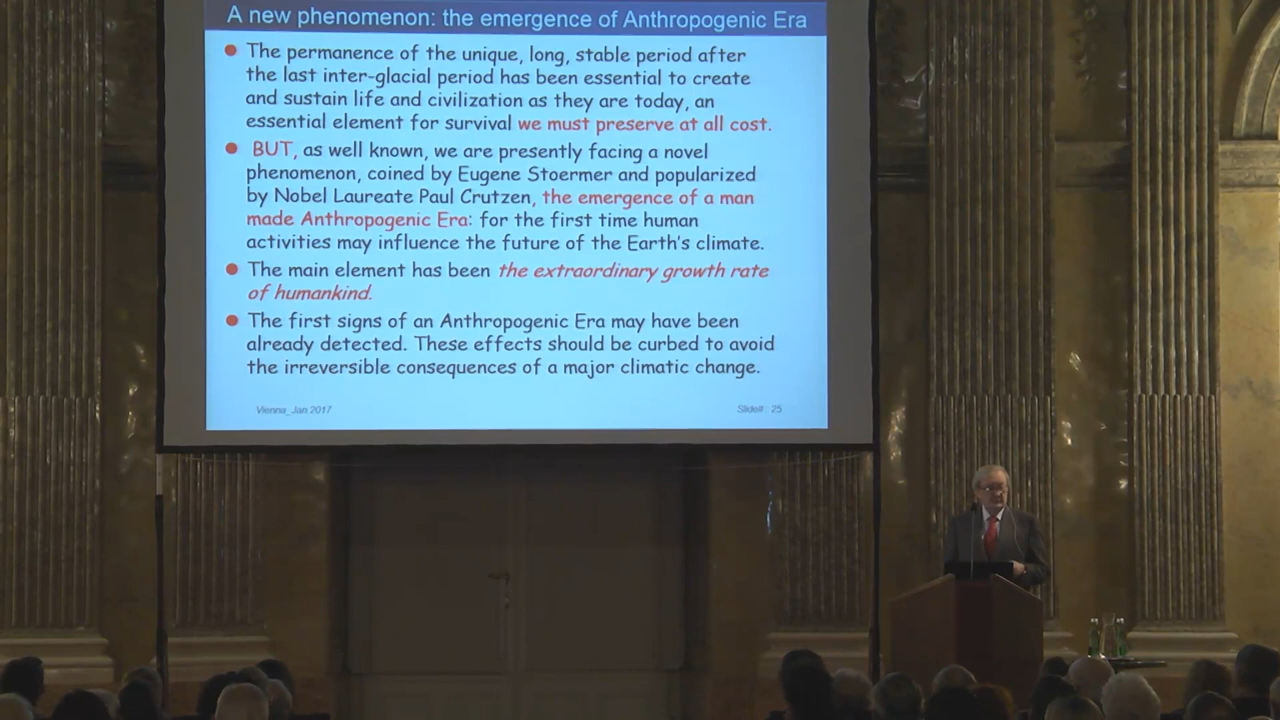 A new phenomenon: the emergence of Anthropogenic Era
The permanence of the unique, long, stable period after
the last inter-glacial period has been essential to create
and sustain life and civilization as they are today, an
essential element for survival we must preserve at all cost.
BUT, as well known, we are presently facing a novel
phenomenon, coined by Eugene Stoermer and popularized
by Nobel Laureate Paul Crutzen, the emergence of a man
made Anthropogenic Era: for the first time human
activities may influence the future of the Earth's climate.
The main element has been the extraordinary growth rate
of humankind.
The first signs of an Anthropogenic Era may have been
already detected. These effects should be curbed to avoid
the irreversible consequences of a major climatic change.
Vienna_Jan 2017
Slide# : 25